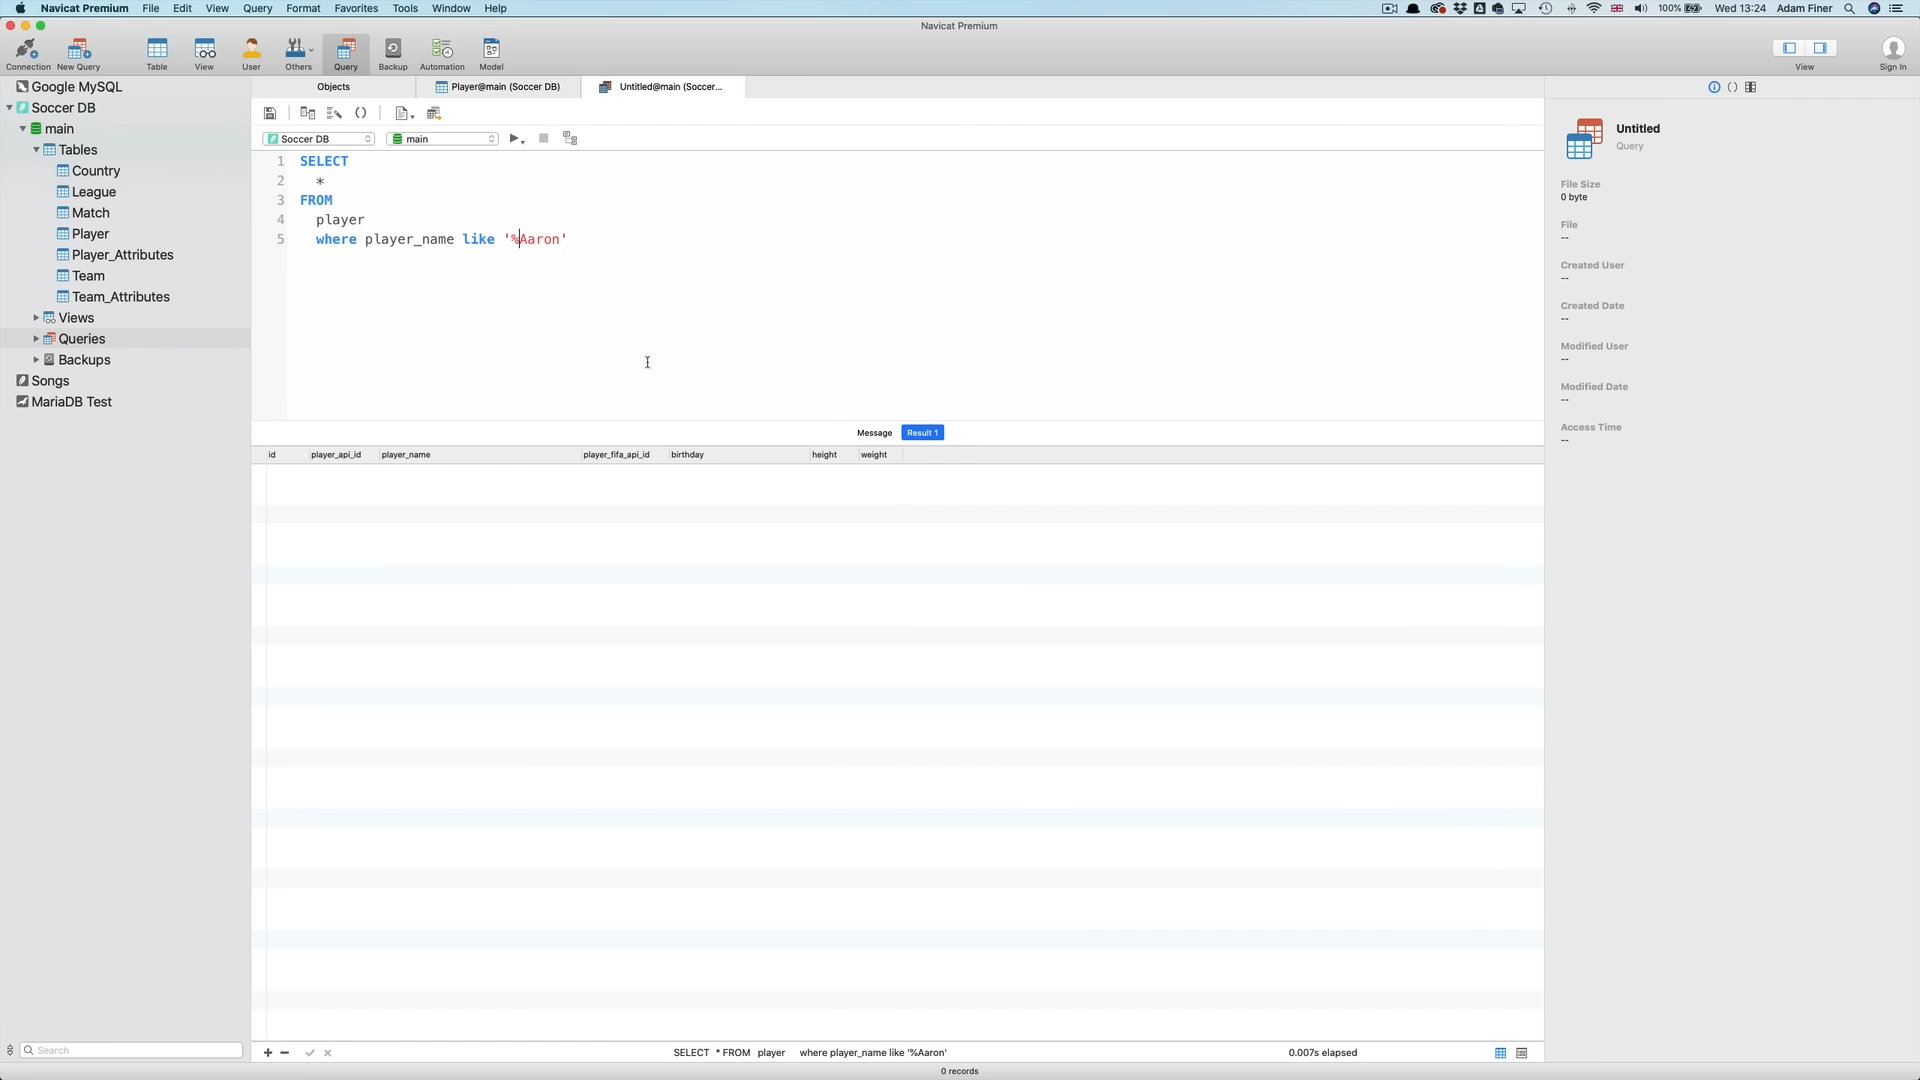 Navicat Premium File Edit View Query Format Favorites Tools Window Help 100% Wed 13:24 Adam Finer
Navicat Premium
Connection New Query Table View User Others Query Backup Automation Model View Sign In
Google MySQL
Soccer DB
main
Tables
Country
League
Match
Player
Player_Attributes
Team
Team_Attributes
Views
Queries
Backups
Songs
MariaDB Test
Search
Objects Player@main (Soccer DB) Untitled@main (Soccer...
Soccer DB main
1 SELECT
2 *
3 FROM
4 player
5 where player_name like '%Aaron'
Message Result 1
id player_api_id player_name player_fifa_api_id birthday height weight
SELECT * FROM player where player_name like '%Aaron' 0.007s elapsed
0 records
Untitled
Query
File Size
0 byte
File
--
Created User
--
Created Date
--
Modified User
--
Modified Date
--
Access Time
--